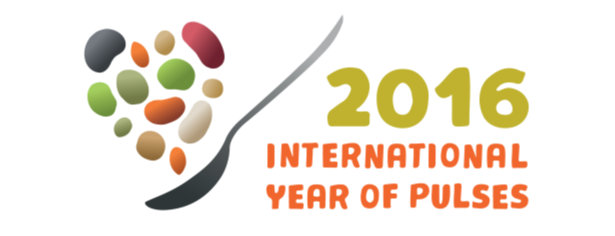 2016
INTERNATIONAL
YEAR OF PULSES